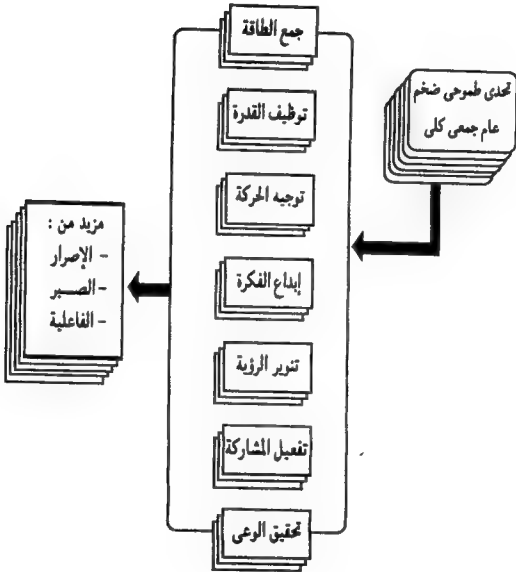 تحدى طموحى ضخم
عام جمعى كلى
جمع الطاقة
توظيف القدرة
توجيه الحركة
إبداع الفكرة
تنوير الرؤية
تفعيل المشاركة
تحقيق الوعى
مزيد من :
- الإصرار
- الصبر
- الفاعلية